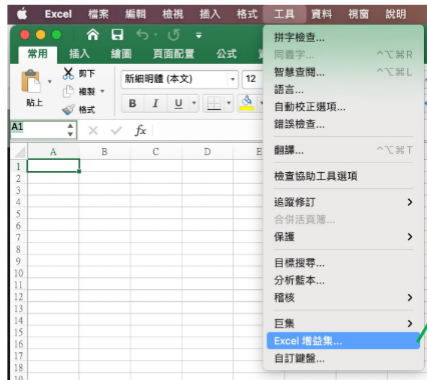 Excel 檔案 編輯 檢視 插入 格式 工具 資料 視窗 說明
常用 插入 繪圖 頁面配置 公式
剪下
複製
格式
貼上
新細明體 (本文) 12
B I U
A1
fx
A B C D E
1
2
3
4
5
6
7
8
9
10
11
12
13
14
15
16
17
18
19
拼字檢查...
同義字... ^⌥⌘R
智慧查閱... ^⌥⌘L
語言...
自動校正選項...
錯誤檢查...
翻譯... ^⌥⌘T
檢查協助工具選項
追蹤修訂
合併活頁簿...
保護
目標搜尋...
分析藍本...
稽核
巨集
Excel 增益集...
自訂鍵盤...